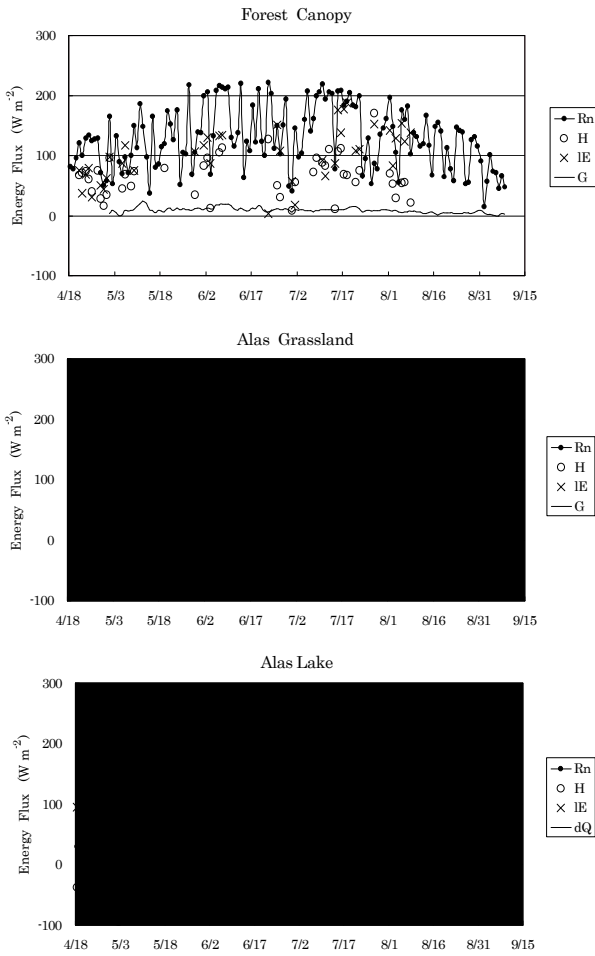 Forest Canopy
Energy Flux (W m-2)
300
200
100
0
-100
4/18 5/3 5/18 6/2 6/17 7/2 7/17 8/1 8/16 8/31 9/15
Rn
H
lE
G
Alas Grassland
Energy Flux (W m-2)
300
200
100
0
-100
4/18 5/3 5/18 6/2 6/17 7/2 7/17 8/1 8/16 8/31 9/15
Rn
H
lE
G
Alas Lake
Energy Flux (W m-2)
300
200
100
0
-100
4/18 5/3 5/18 6/2 6/17 7/2 7/17 8/1 8/16 8/31 9/15
Rn
H
lE
dQ